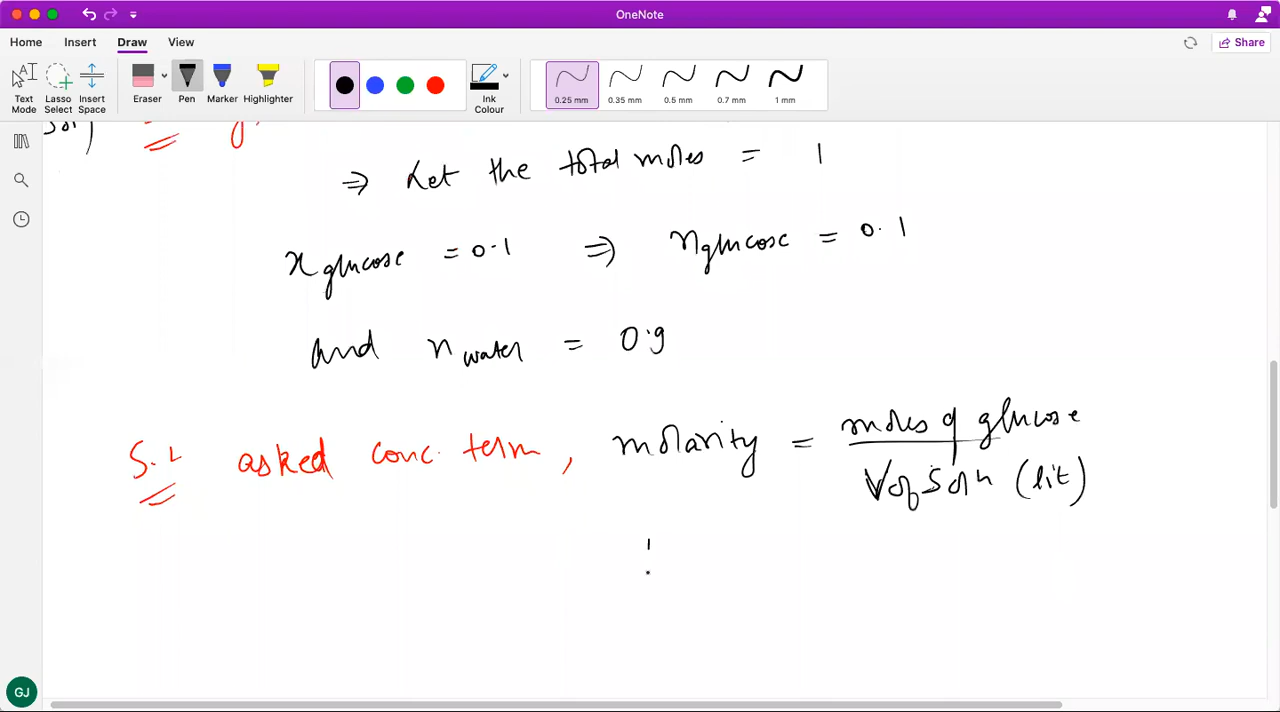 OneNote
Home Insert Draw View
Share
Text Mode
Lasso Select
Insert Space
Eraser
Pen
Marker
Highlighter
Ink Colour
0.25 mm
0.35 mm
0.5 mm
0.7 mm
1 mm
⇒ Let the total moles = 1
x glucose = 0.1 ⇒ n glucose = 0.1
and n water = 0.9
asked conc. term, molarity = moles of glucose
V of soln (lit)
GJ